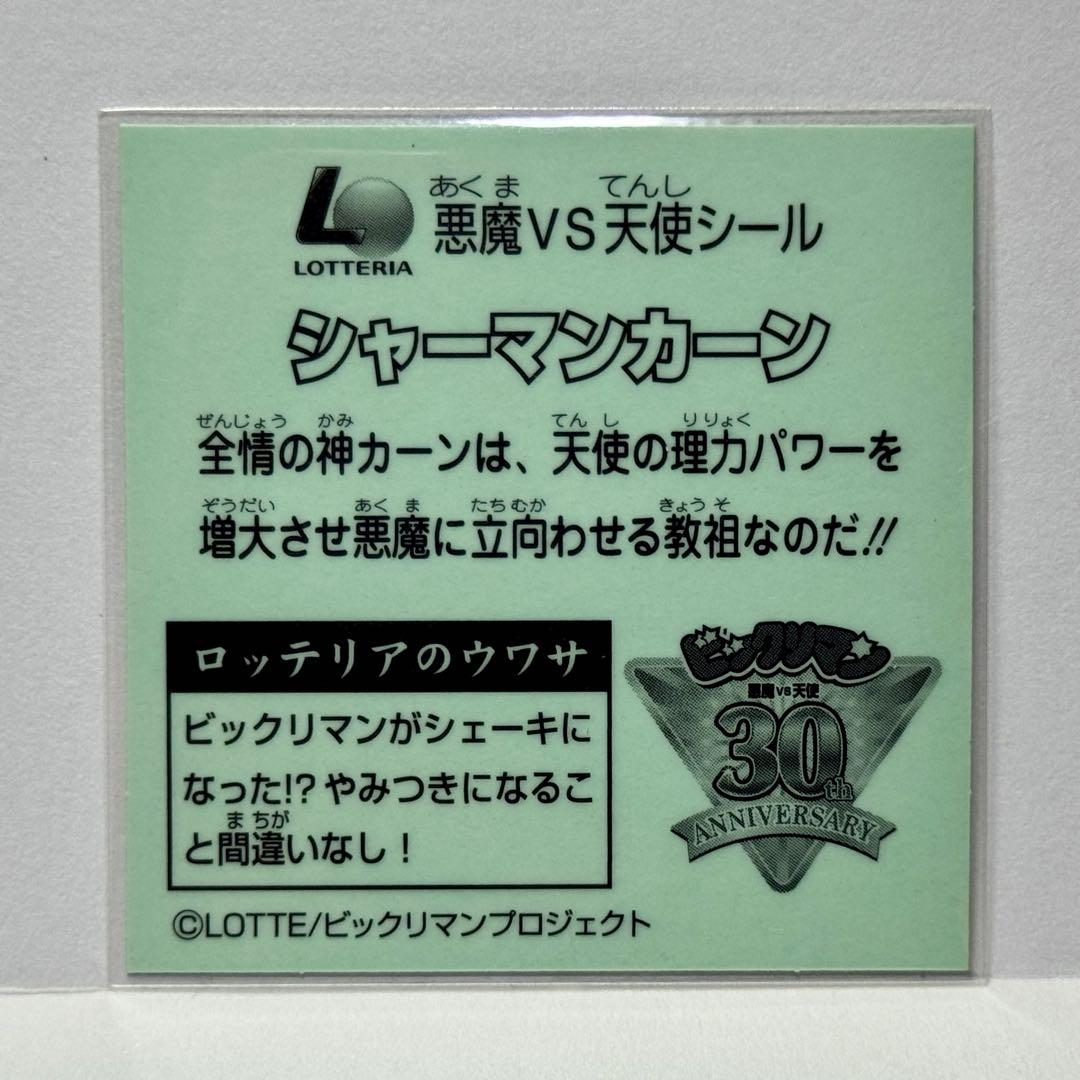 悪魔VS天使シール
あくま てんし
LOTTERIA
シャーマンカーン
ぜんじょう かみ てんし りりょく
全情の神カーンは、天使の理力パワーを
ぞうだい あくま たちむか きょうそ
増大させ悪魔に立向わせる教祖なのだ!!
ロッテリアのウワサ
ビックリマンがシェーキに
なった!?やみつきになるこ
まちが
と間違いなし!
ビックリマン
悪魔VS天使
30th
ANNIVERSARY
©LOTTE/ビックリマンプロジェクト